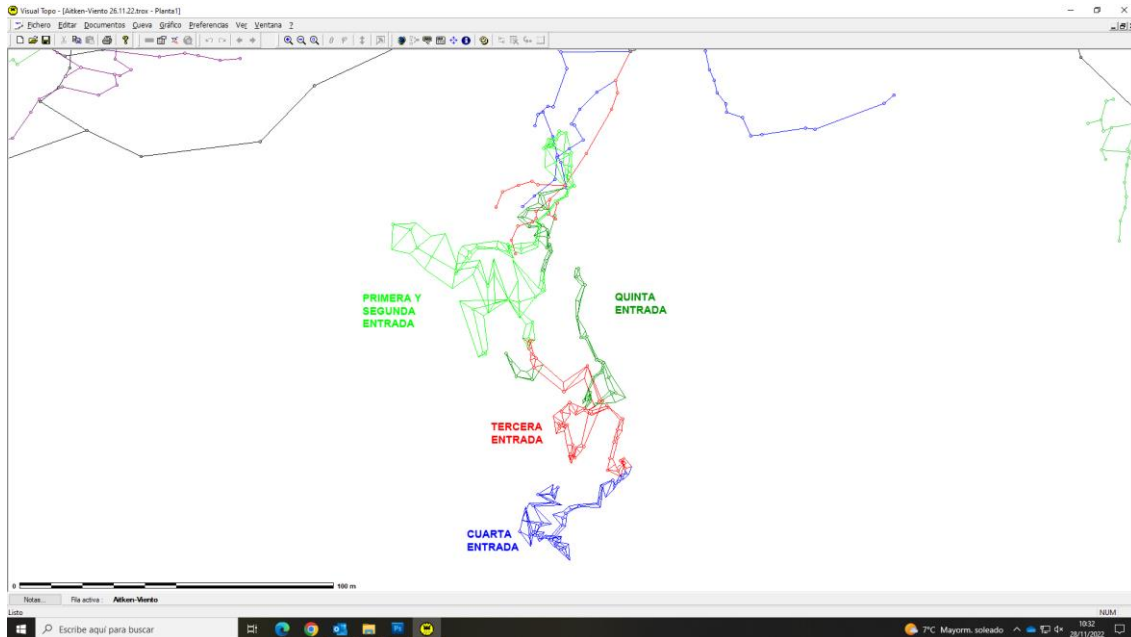 Visual Topo - [Aitken-Viento 26.11.22.trox - Planta1]
Fichero Editar Documentos Cueva Gráfico Preferencias Ver Ventana ?
PRIMERA Y
SEGUNDA
ENTRADA
QUINTA
ENTRADA
TERCERA
ENTRADA
CUARTA
ENTRADA
0 100 m
Notas... Fila activa : Aitken-Viento
Listo NUM
Escribe aquí para buscar
7°C Mayorm. soleado
10:32
28/11/2022